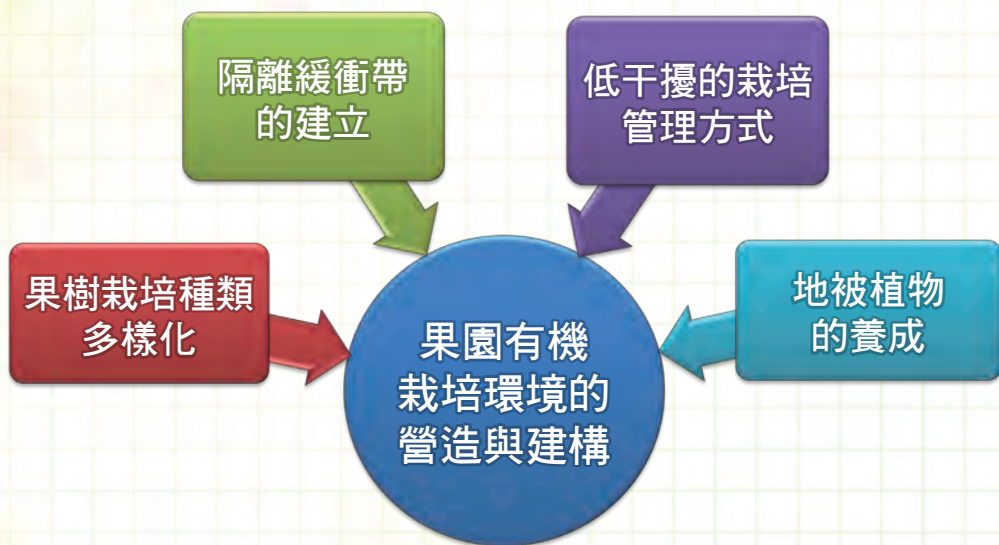 隔離緩衝帶
的建立
低干擾的栽培
管理方式
果樹栽培種類
多樣化
地被植物
的養成
果園有機
栽培環境的
營造與建構